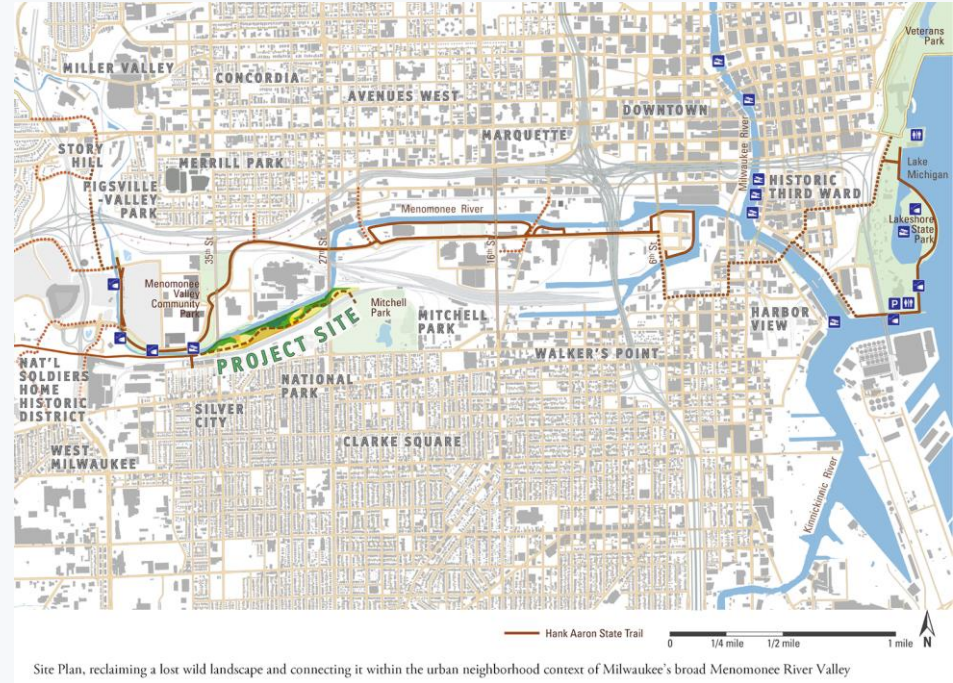 Veterans
Park
MILLER VALLEY
CONCORDIA
AVENUES WEST
DOWNTOWN
MARQUETTE
Milwaukee River
STORY
HILL
MERRILL PARK
Lake
Michigan
HISTORIC
THIRD WARD
PIGSVILLE
-VALLEY
PARK
Menomonee River
Lakeshore
State
Park
35th St.
27th St.
16th St.
6th St.
Menomonee
Valley
Community
Park
Mitchell
Park
P
MITCHELL
PARK
HARBOR
VIEW
PROJECT SITE
WALKER'S POINT
NAT'L
SOLDIERS
HOME
HISTORIC
DISTRICT
NATIONAL
PARK
SILVER
CITY
CLARKE SQUARE
WEST
MILWAUKEE
Kinnickinnic River
Hank Aaron State Trail
0 1/4 mile 1/2 mile 1 mile
N
Site Plan, reclaiming a lost wild landscape and connecting it within the urban neighborhood context of Milwaukee's broad Menomonee River Valley